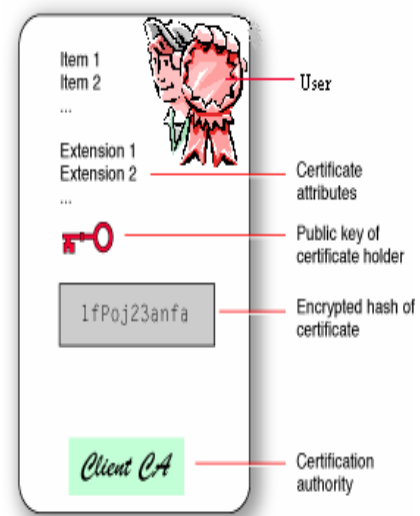 Item 1
Item 2
...
User
Extension 1
Extension 2
...
Certificate
attributes
Public key of
certificate holder
1fPoj23anfa
Encrypted hash of
certificate
Client CA
Certification
authority